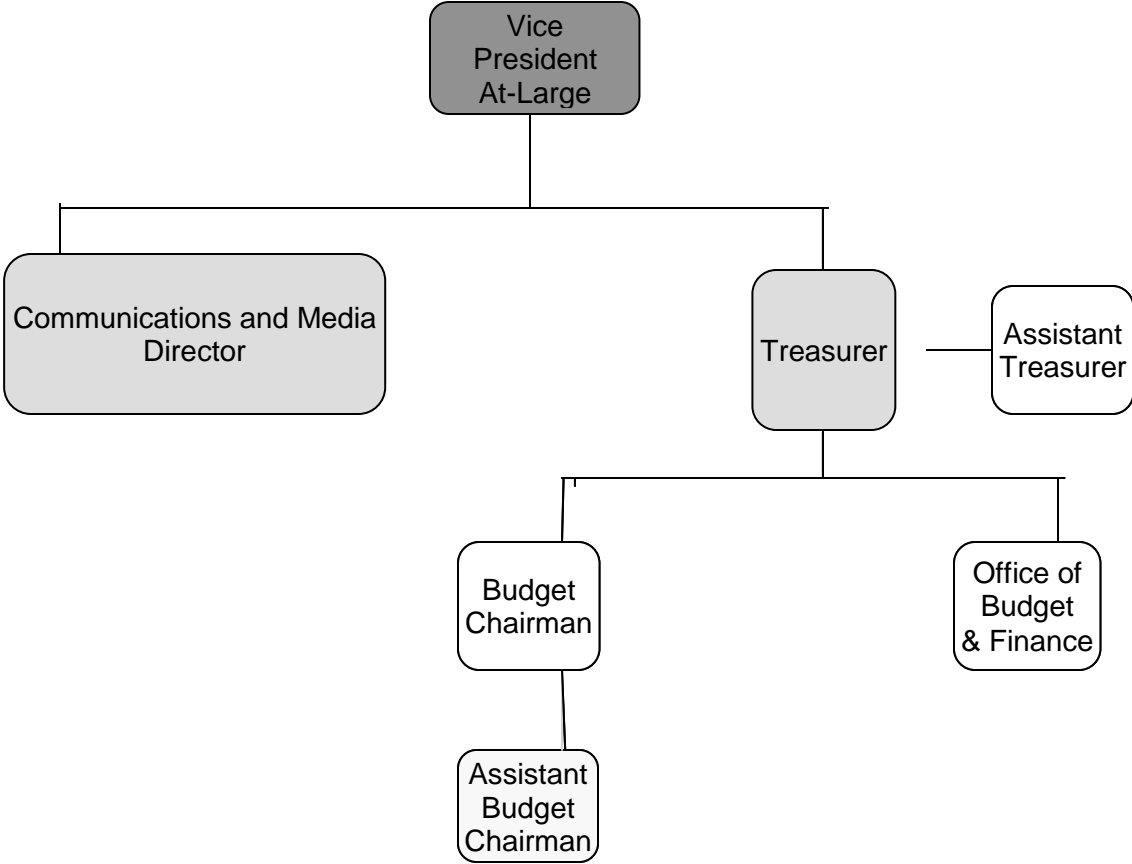 Vice
President
At-Large
Communications and Media
Director
Treasurer
Assistant
Treasurer
Budget
Chairman
Office of
Budget
& Finance
Assistant
Budget
Chairman